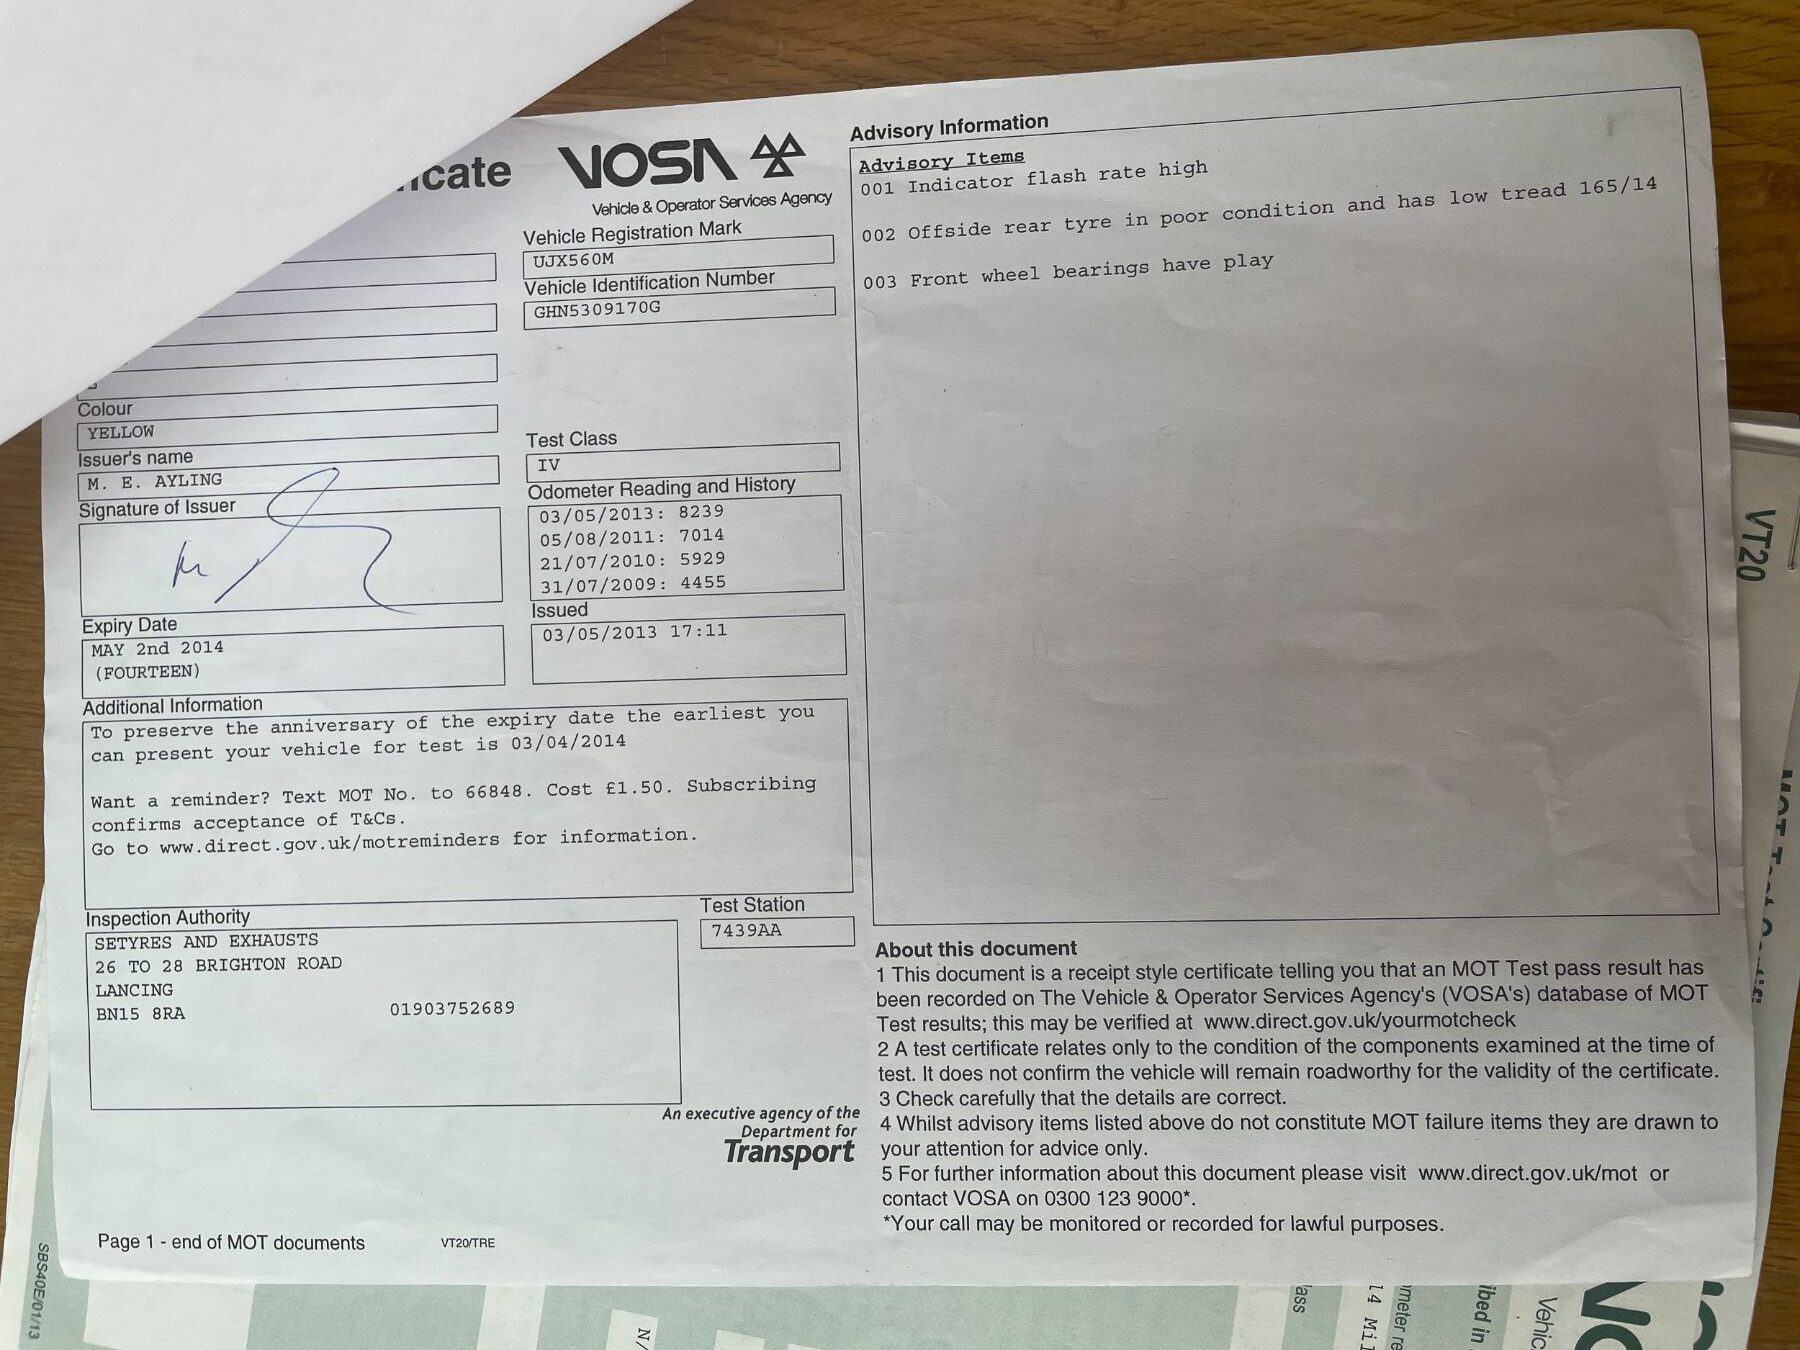 VOSA
Vehicle & Operator Services Agency
Vehicle Registration Mark
UJX560M
Vehicle Identification Number
GHN5309170G
Colour
YELLOW
Issuer's name
M. E. AYLING
Signature of Issuer
Expiry Date
MAY 2nd 2014
(FOURTEEN)
Test Class
IV
Odometer Reading and History
03/05/2013: 8239
05/08/2011: 7014
21/07/2010: 5929
31/07/2009: 4455
Issued
03/05/2013 17:11
Additional Information
To preserve the anniversary of the expiry date the earliest you
can present your vehicle for test is 03/04/2014
Want a reminder? Text MOT No. to 66848. Cost £1.50. Subscribing
confirms acceptance of T&Cs.
Go to www.direct.gov.uk/motreminders for information.
Inspection Authority
SETYRES AND EXHAUSTS
26 TO 28 BRIGHTON ROAD
LANCING
BN15 8RA 01903752689
Test Station
7439AA
An executive agency of the
Department for
Transport
Page 1 - end of MOT documents VT20/TRE
Advisory Information
Advisory Items
001 Indicator flash rate high
002 Offside rear tyre in poor condition and has low tread 165/14
003 Front wheel bearings have play
About this document
1 This document is a receipt style certificate telling you that an MOT Test pass result has
been recorded on The Vehicle & Operator Services Agency's (VOSA's) database of MOT
Test results; this may be verified at www.direct.gov.uk/yourmotcheck
2 A test certificate relates only to the condition of the components examined at the time of
test. It does not confirm the vehicle will remain roadworthy for the validity of the certificate.
3 Check carefully that the details are correct.
4 Whilst advisory items listed above do not constitute MOT failure items they are drawn to
your attention for advice only.
5 For further information about this document please visit www.direct.gov.uk/mot or
contact VOSA on 0300 123 9000*.
*Your call may be monitored or recorded for lawful purposes.
VT20
SBS40E/01/13